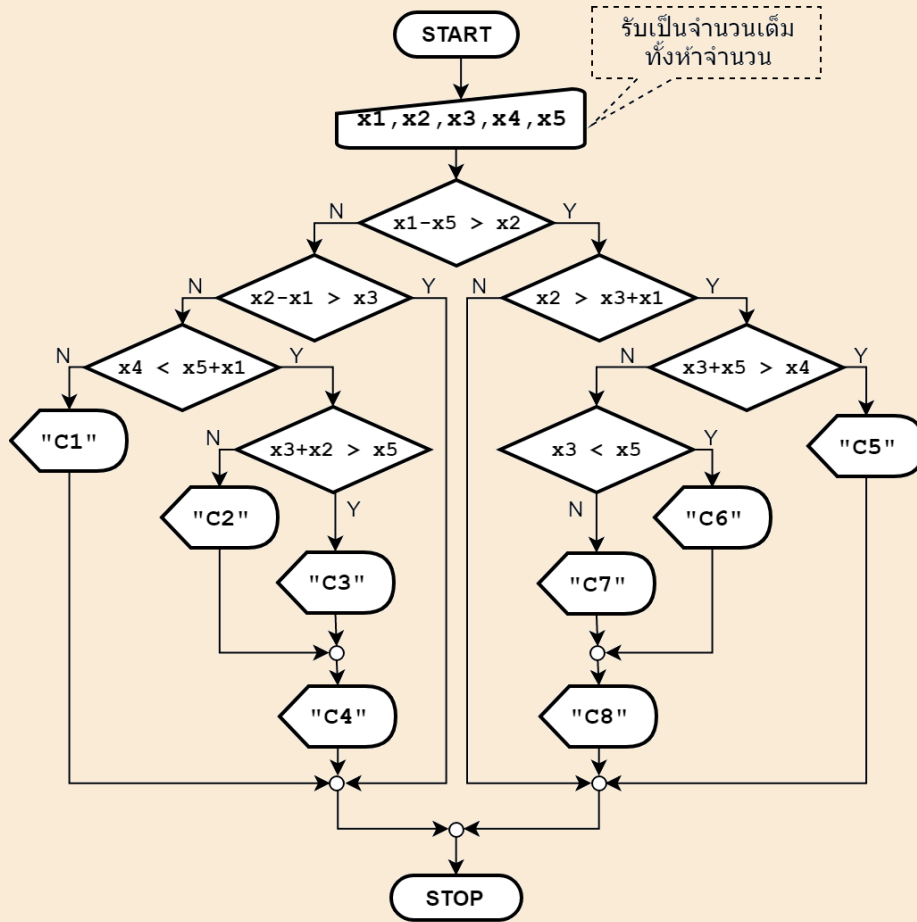 START
รับเป็นจำนวนเต็ม
ทั้งห้าจำนวน
x1,x2,x3,x4,x5
N
x1-x5 > x2
Y
N
x2-x1 > x3
Y
N
x2 > x3+x1
Y
N
x4 < x5+x1
Y
N
x3+x5 > x4
Y
"C1"
N
x3+x2 > x5
Y
x3 < x5
Y
N
"C5"
"C2"
"C6"
"C3"
"C7"
"C4"
"C8"
STOP